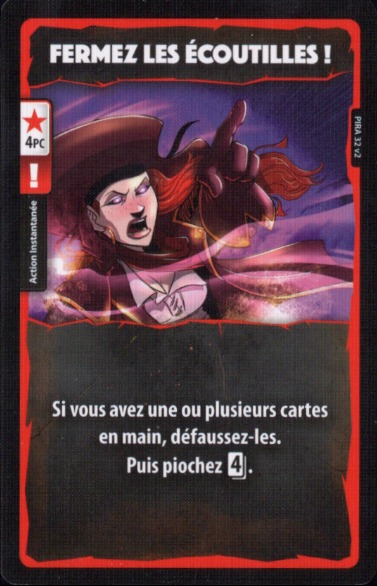 FERMEZ LES ÉCOUTILLES !
4PC
!
Action Instantanée
PIRA 32 v2
Si vous avez une ou plusieurs cartes
en main, défaussez-les.
Puis piochez 4.